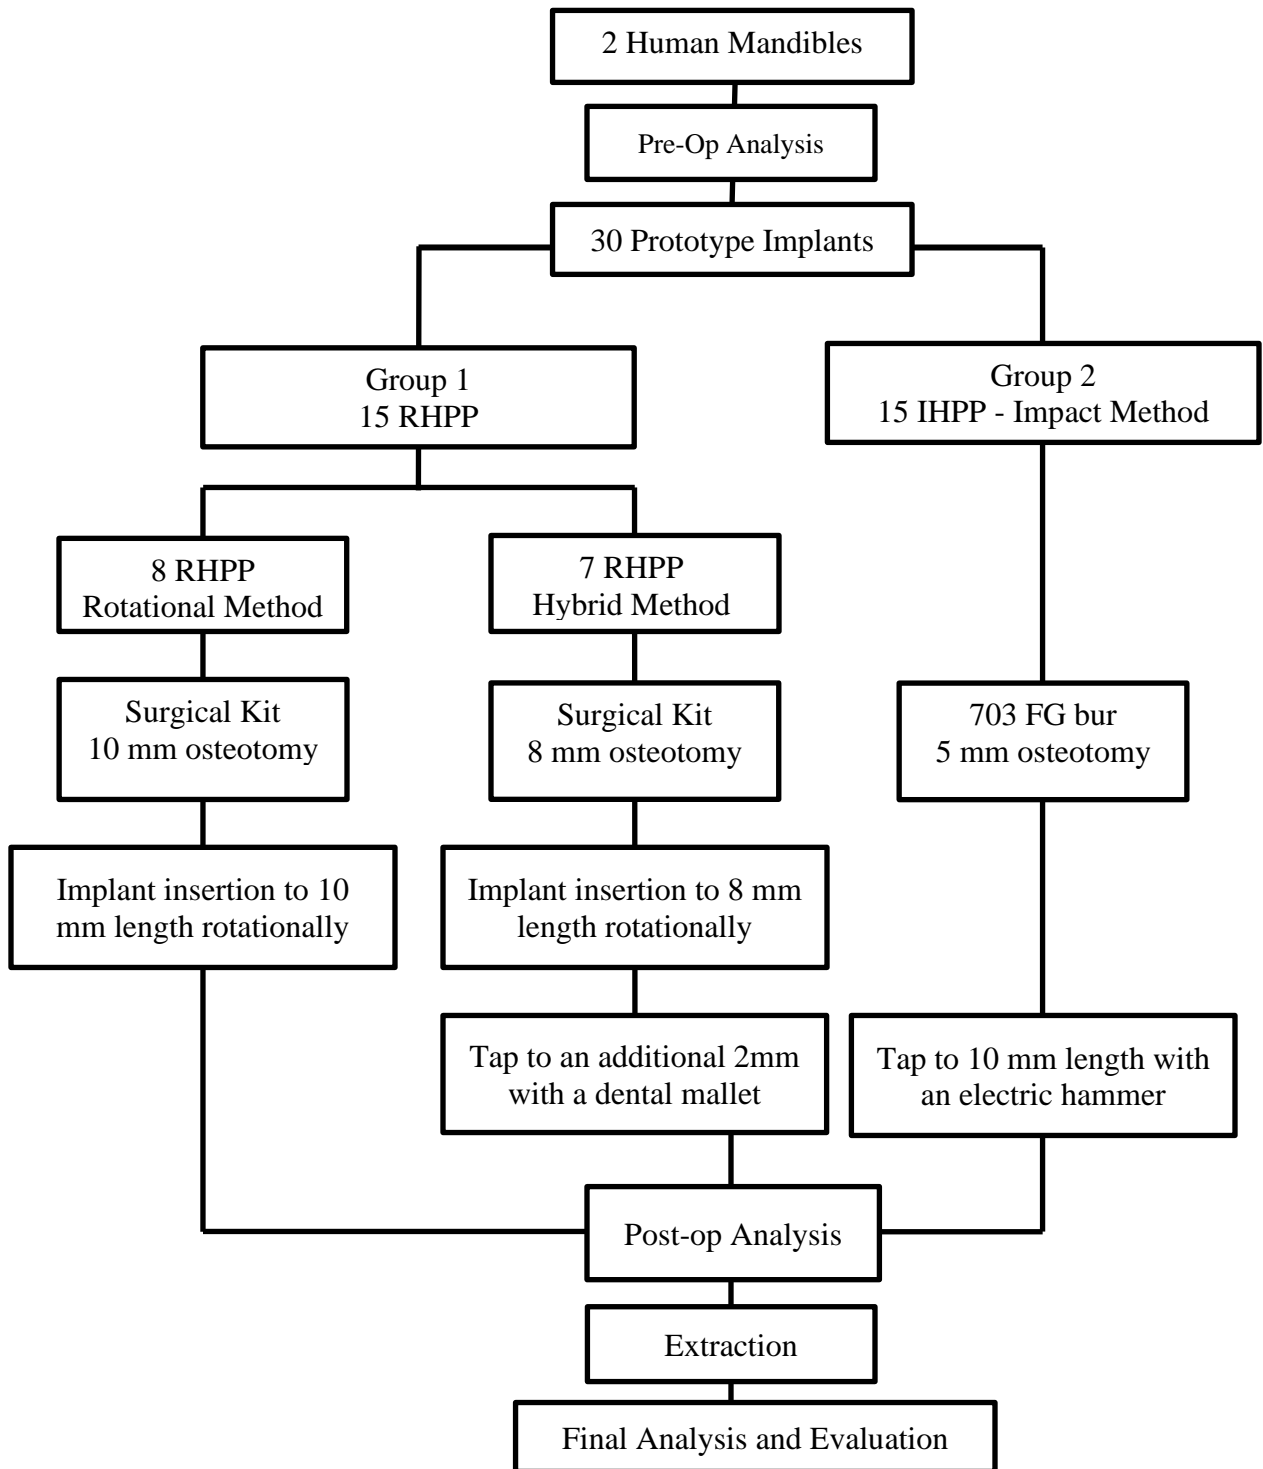 2 Human Mandibles
Pre-Op Analysis
30 Prototype Implants
Group 1
15 RHPP
Group 2
15 IHPP - Impact Method
8 RHPP
Rotational Method
7 RHPP
Hybrid Method
Surgical Kit
10 mm osteotomy
Surgical Kit
8 mm osteotomy
703 FG bur
5 mm osteotomy
Implant insertion to 10
mm length rotationally
Implant insertion to 8 mm
length rotationally
Tap to an additional 2mm
with a dental mallet
Tap to 10 mm length with
an electric hammer
Post-op Analysis
Extraction
Final Analysis and Evaluation